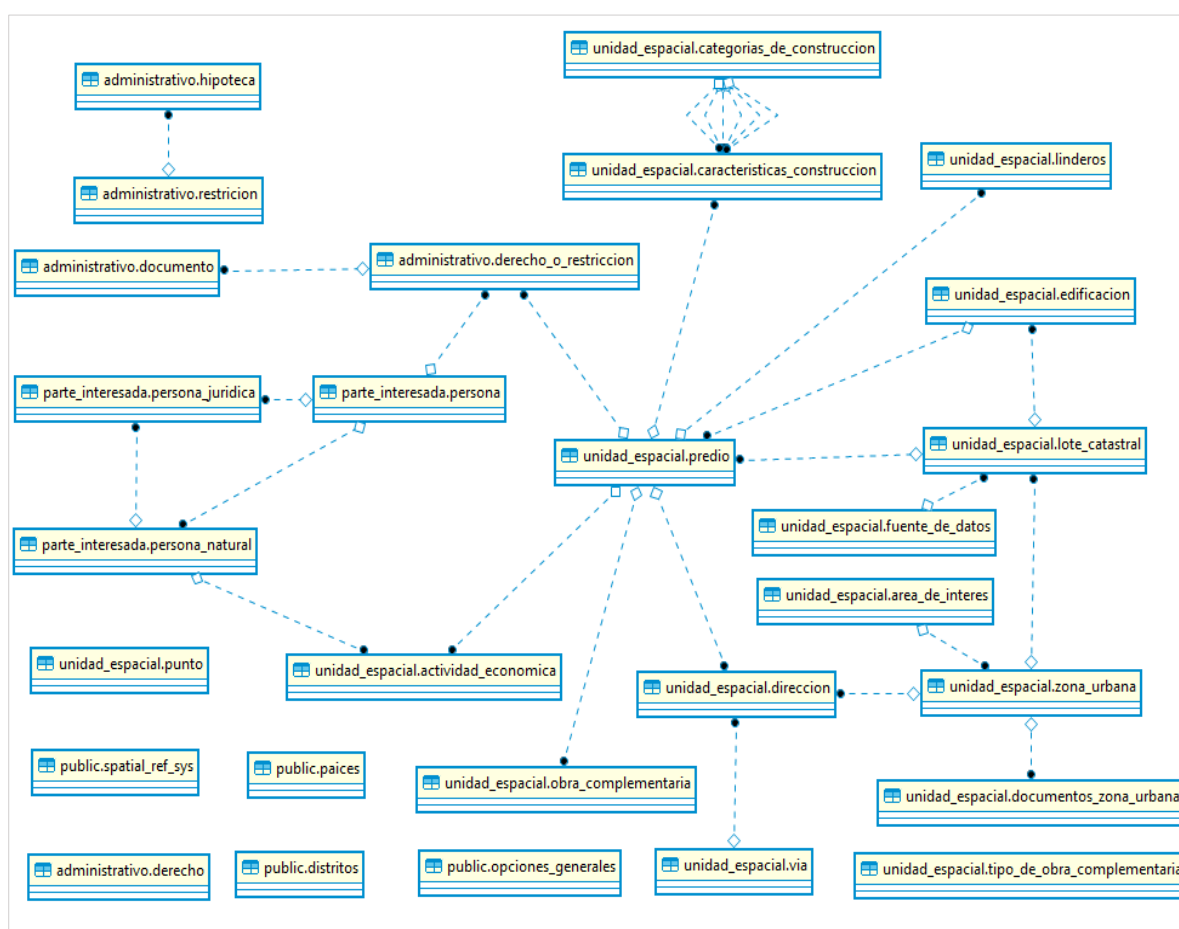 unidad_espacial.categorias_de_construccion
administrativo.hipoteca
unidad_espacial.linderos
unidad_espacial.caracteristicas_construccion
administrativo.restricion
administrativo.documento
administrativo.derecho_o_restriccion
unidad_espacial.edificacion
parte_interesada.persona_juridica
parte_interesada.persona
unidad_espacial.predio
unidad_espacial.lote_catastral
unidad_espacial.fuente_de_datos
parte_interesada.persona_natural
unidad_espacial.area_de_interes
unidad_espacial.punto
unidad_espacial.actividad_economica
unidad_espacial.direccion
unidad_espacial.zona_urbana
public.spatial_ref_sys
public.paices
unidad_espacial.obra_complementaria
unidad_espacial.documentos_zona_urbana
administrativo.derecho
public.distritos
public.opciones_generales
unidad_espacial.via
unidad_espacial.tipo_de_obra_complementaria